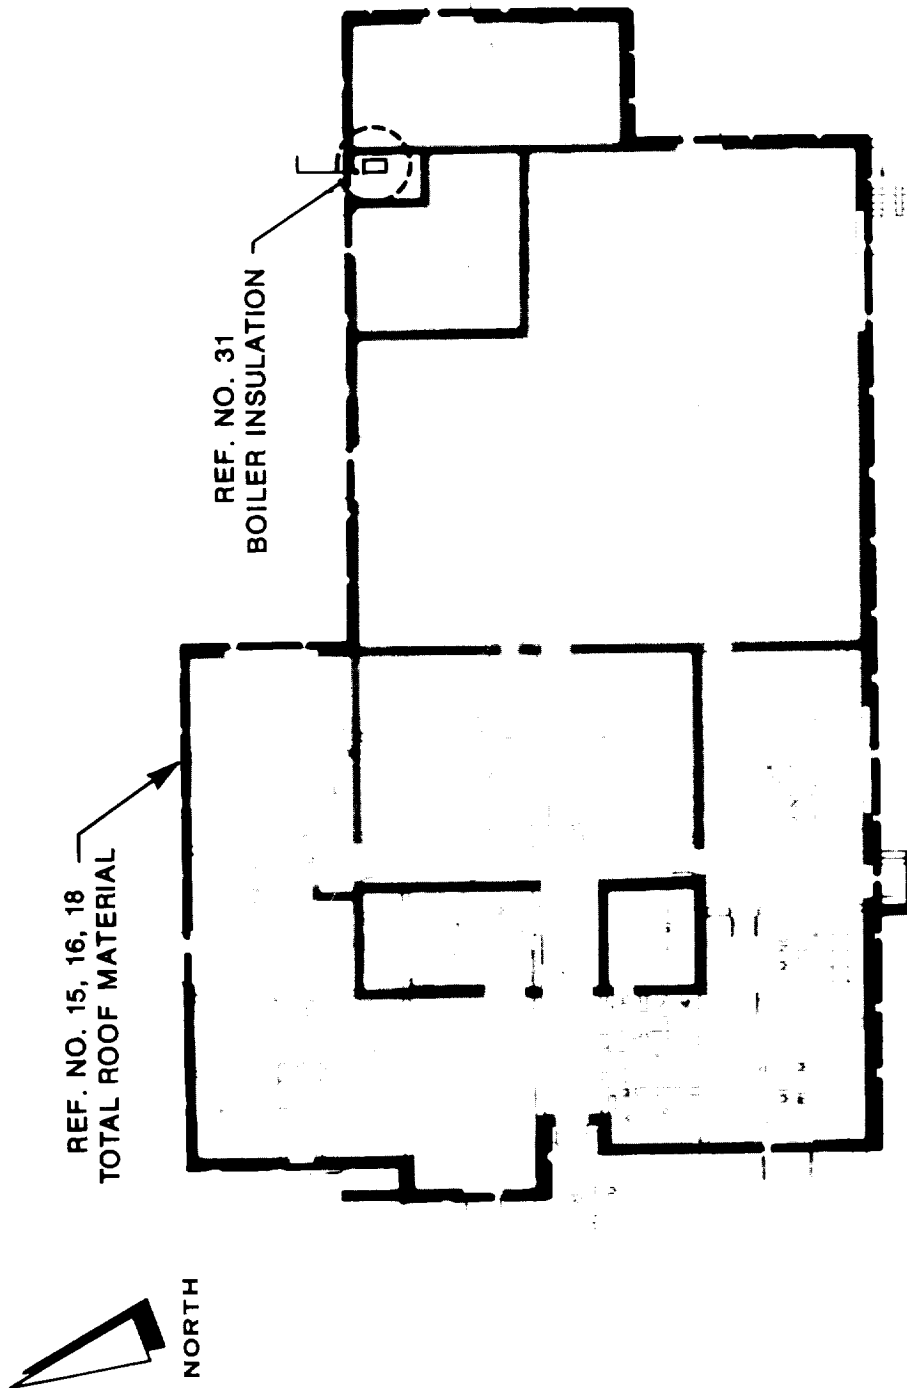 REF. NO. 31
BOILER INSULATION
REF. NO. 15, 16, 18
TOTAL ROOF MATERIAL
NORTH